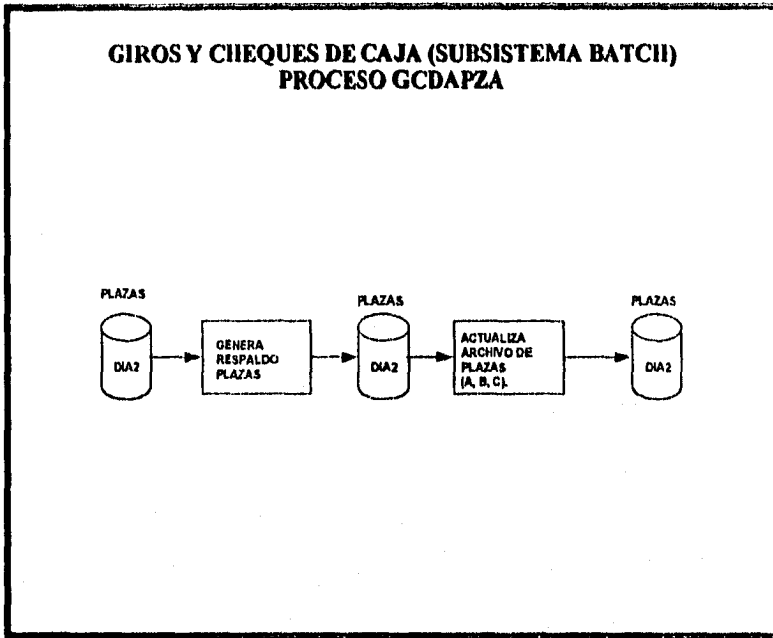 GIROS Y CHEQUES DE CAJA (SUBSISTEMA BATCH)
PROCESO GCDAPZA
PLAZAS
DIA2
GENERA
RESPALDO
PLAZAS
PLAZAS
DIA2
ACTUALIZA
ARCHIVO DE
PLAZAS
(A, B, C).
PLAZAS
DIA2